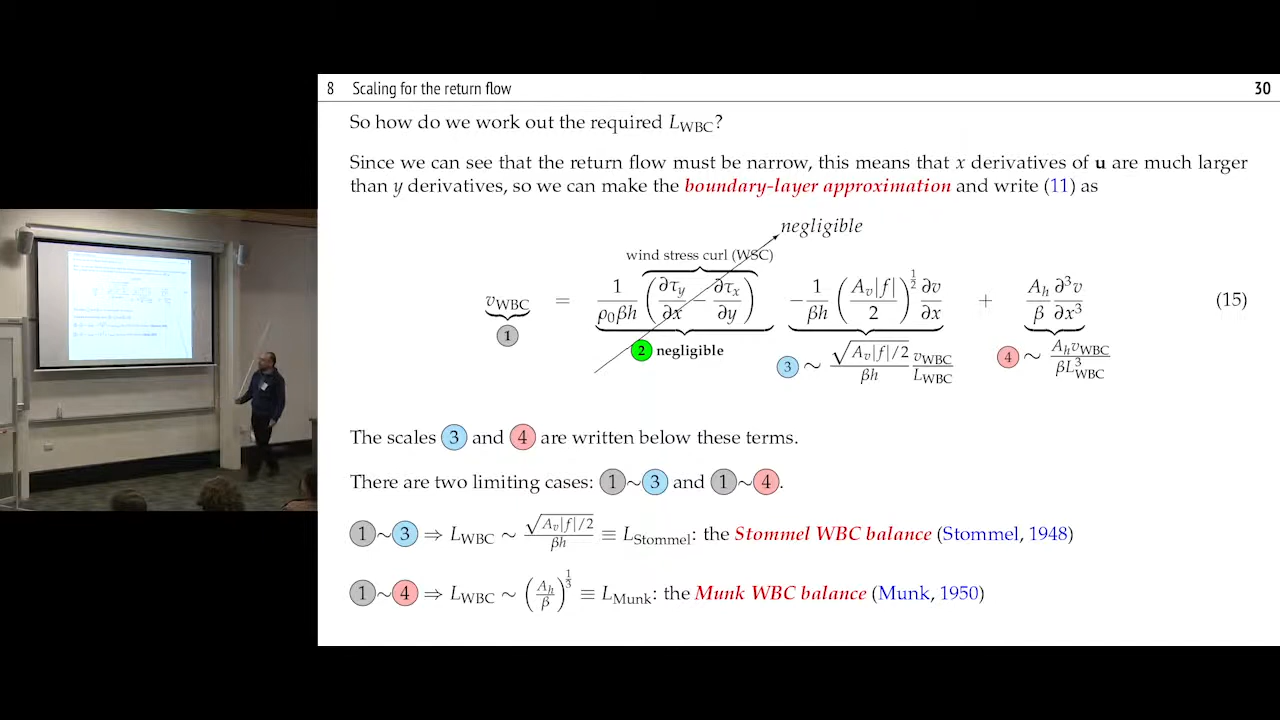 8 Scaling for the return flow 30
So how do we work out the required L_WBC?
Since we can see that the return flow must be narrow, this means that x derivatives of u are much larger
than y derivatives, so we can make the boundary-layer approximation and write (11) as
negligible
wind stress curl (WSC)
v_WBC = 1/(ρ₀βh) (∂τ_y/∂x − ∂τ_x/∂y) − 1/(βh) (A_v|f|/2)^(1/2) ∂v/∂x + A_h/β ∂³v/∂x³ (15)
1 2 negligible 3 ∼ √(A_v|f|/2)/(βh) v_WBC/L_WBC 4 ∼ A_h v_WBC/(βL³_WBC)
The scales 3 and 4 are written below these terms.
There are two limiting cases: 1∼3 and 1∼4.
1∼3 ⇒ L_WBC ∼ √(A_v|f|/2)/(βh) ≡ L_Stommel: the Stommel WBC balance (Stommel, 1948)
1∼4 ⇒ L_WBC ∼ (A_h/β)^(1/3) ≡ L_Munk: the Munk WBC balance (Munk, 1950)